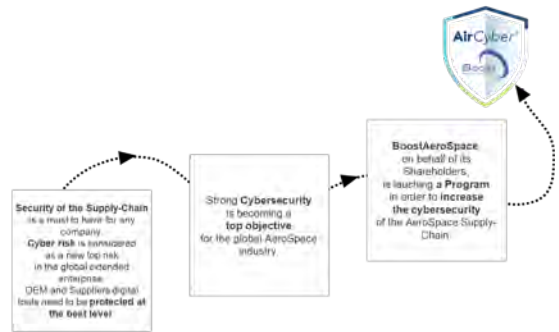 AirCyber
Boost
BoostAeroSpace
on behalf of its
Shareholders,
is lauching a Program
in order to increase
the cybersecurity
of the AeroSpace Supply-
Chain
Strong Cybersecurity
is becoming a
top objective
for the global AeroSpace
industry
Security of the Supply-Chain
is a must to have for any
company.
Cyber risk is considered
as a new top risk
in the global extended
enterprise.
OEM and Suppliers digital
tools need to be protected at
the best level